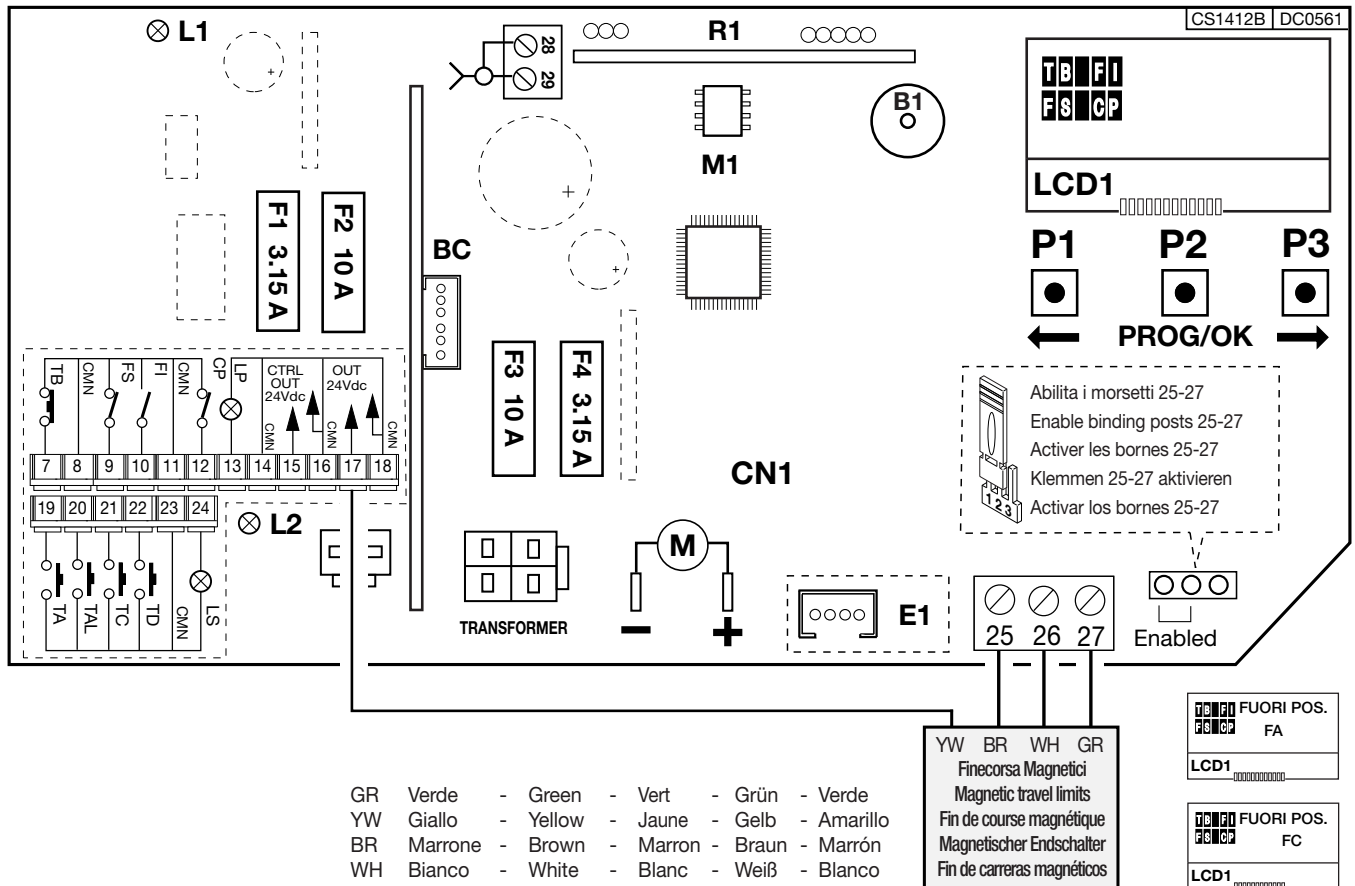 CS1412B DC0561
L1
28
29
R1
B1
M1
TB FI
FS CP
LCD1
F1 3.15 A
F2 10 A
BC
P1 P2 P3
PROG/OK
F3 10 A
F4 3.15 A
CN1
TB CMN FS FI CMN CP LP
CTRL OUT 24Vdc
OUT 24Vdc
CMN CMN CMN CMN
7 8 9 10 11 12 13 14 15 16 17 18
19 20 21 22 23 24
L2
TA TAL TC TD CMN LS
TRANSFORMER
M
- +
E1
Abilita i morsetti 25-27
Enable binding posts 25-27
Activer les bornes 25-27
Klemmen 25-27 aktivieren
Activar los bornes 25-27
1 2 3
25 26 27
Enabled
YW BR WH GR
Finecorsa Magnetici
Magnetic travel limits
Fin de course magnétique
Magnetischer Endschalter
Fin de carreras magnéticos
GR Verde - Green - Vert - Grün - Verde
YW Giallo - Yellow - Jaune - Gelb - Amarillo
BR Marrone - Brown - Marron - Braun - Marrón
WH Bianco - White - Blanc - Weiß - Blanco
TB FI FUORI POS.
FS CP FA
LCD1
TB FI FUORI POS.
FS CP FC
LCD1